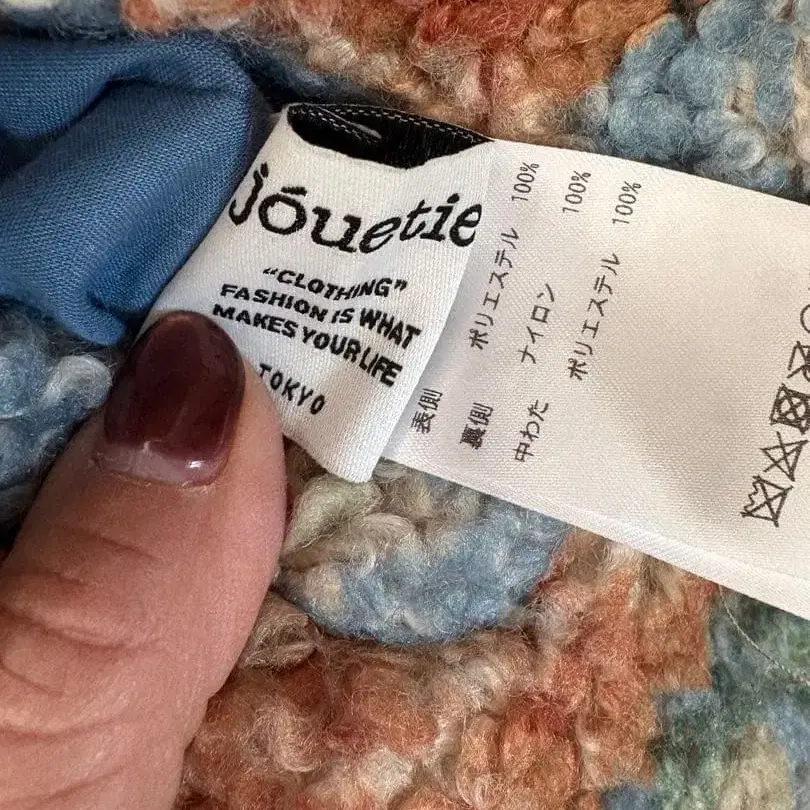 jouetie
“CLOTHING”
FASHION IS WHAT
MAKES YOUR LIFE
TOKYO
表側 ポリエステル 100%
裏側 ナイロン 100%
中わた ポリエステル 100%